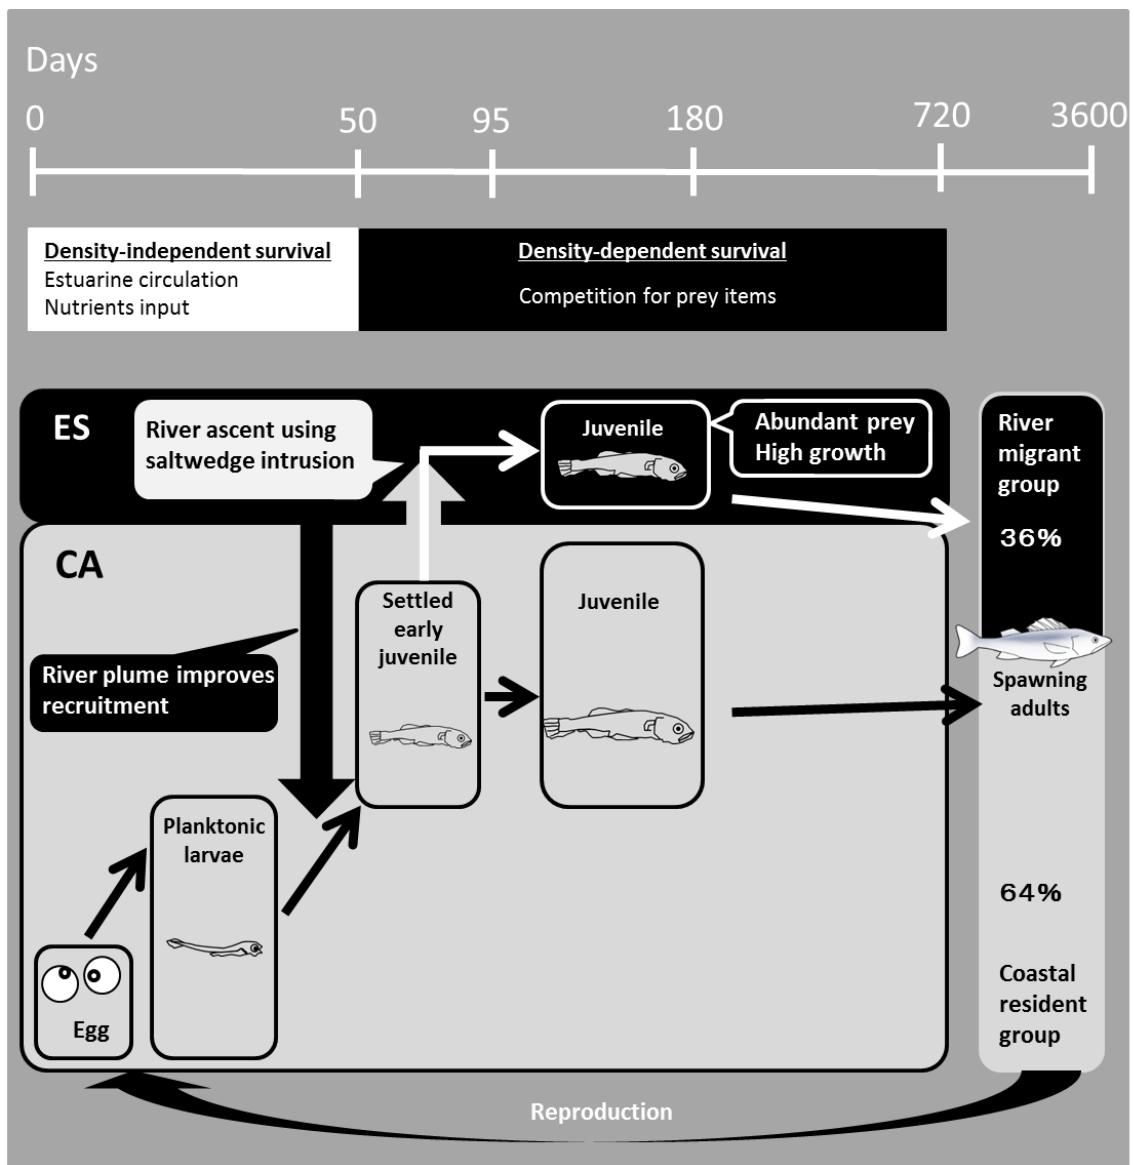 Days
0 50 95 180 720 3600
Density-independent survival
Estuarine circulation
Nutrients input
Density-dependent survival
Competition for prey items
ES
River ascent using
saltwedge intrusion
Juvenile
Abundant prey
High growth
River
migrant
group
36%
CA
Settled
early
juvenile
Juvenile
River plume improves
recruitment
Spawning
adults
Planktonic
larvae
64%
Egg
Coastal
resident
group
Reproduction